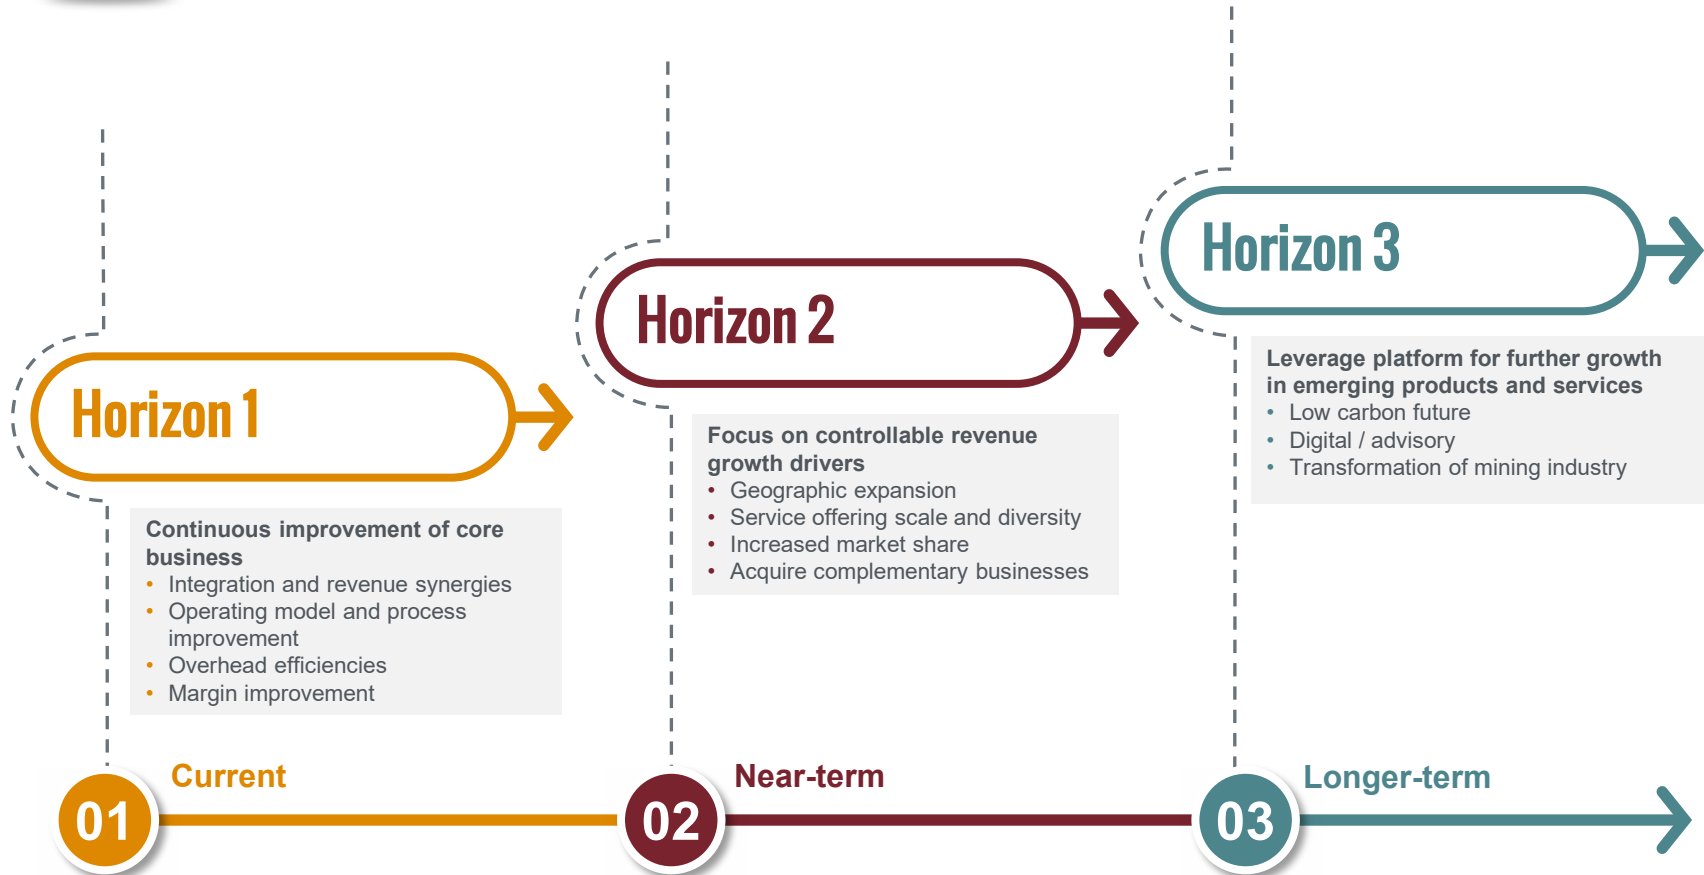 Horizon 1
Continuous improvement of core
business
• Integration and revenue synergies
• Operating model and process
improvement
• Overhead efficiencies
• Margin improvement
Horizon 2
Focus on controllable revenue
growth drivers
• Geographic expansion
• Service offering scale and diversity
• Increased market share
• Acquire complementary businesses
Horizon 3
Leverage platform for further growth
in emerging products and services
• Low carbon future
• Digital / advisory
• Transformation of mining industry
01
Current
02
Near-term
03
Longer-term